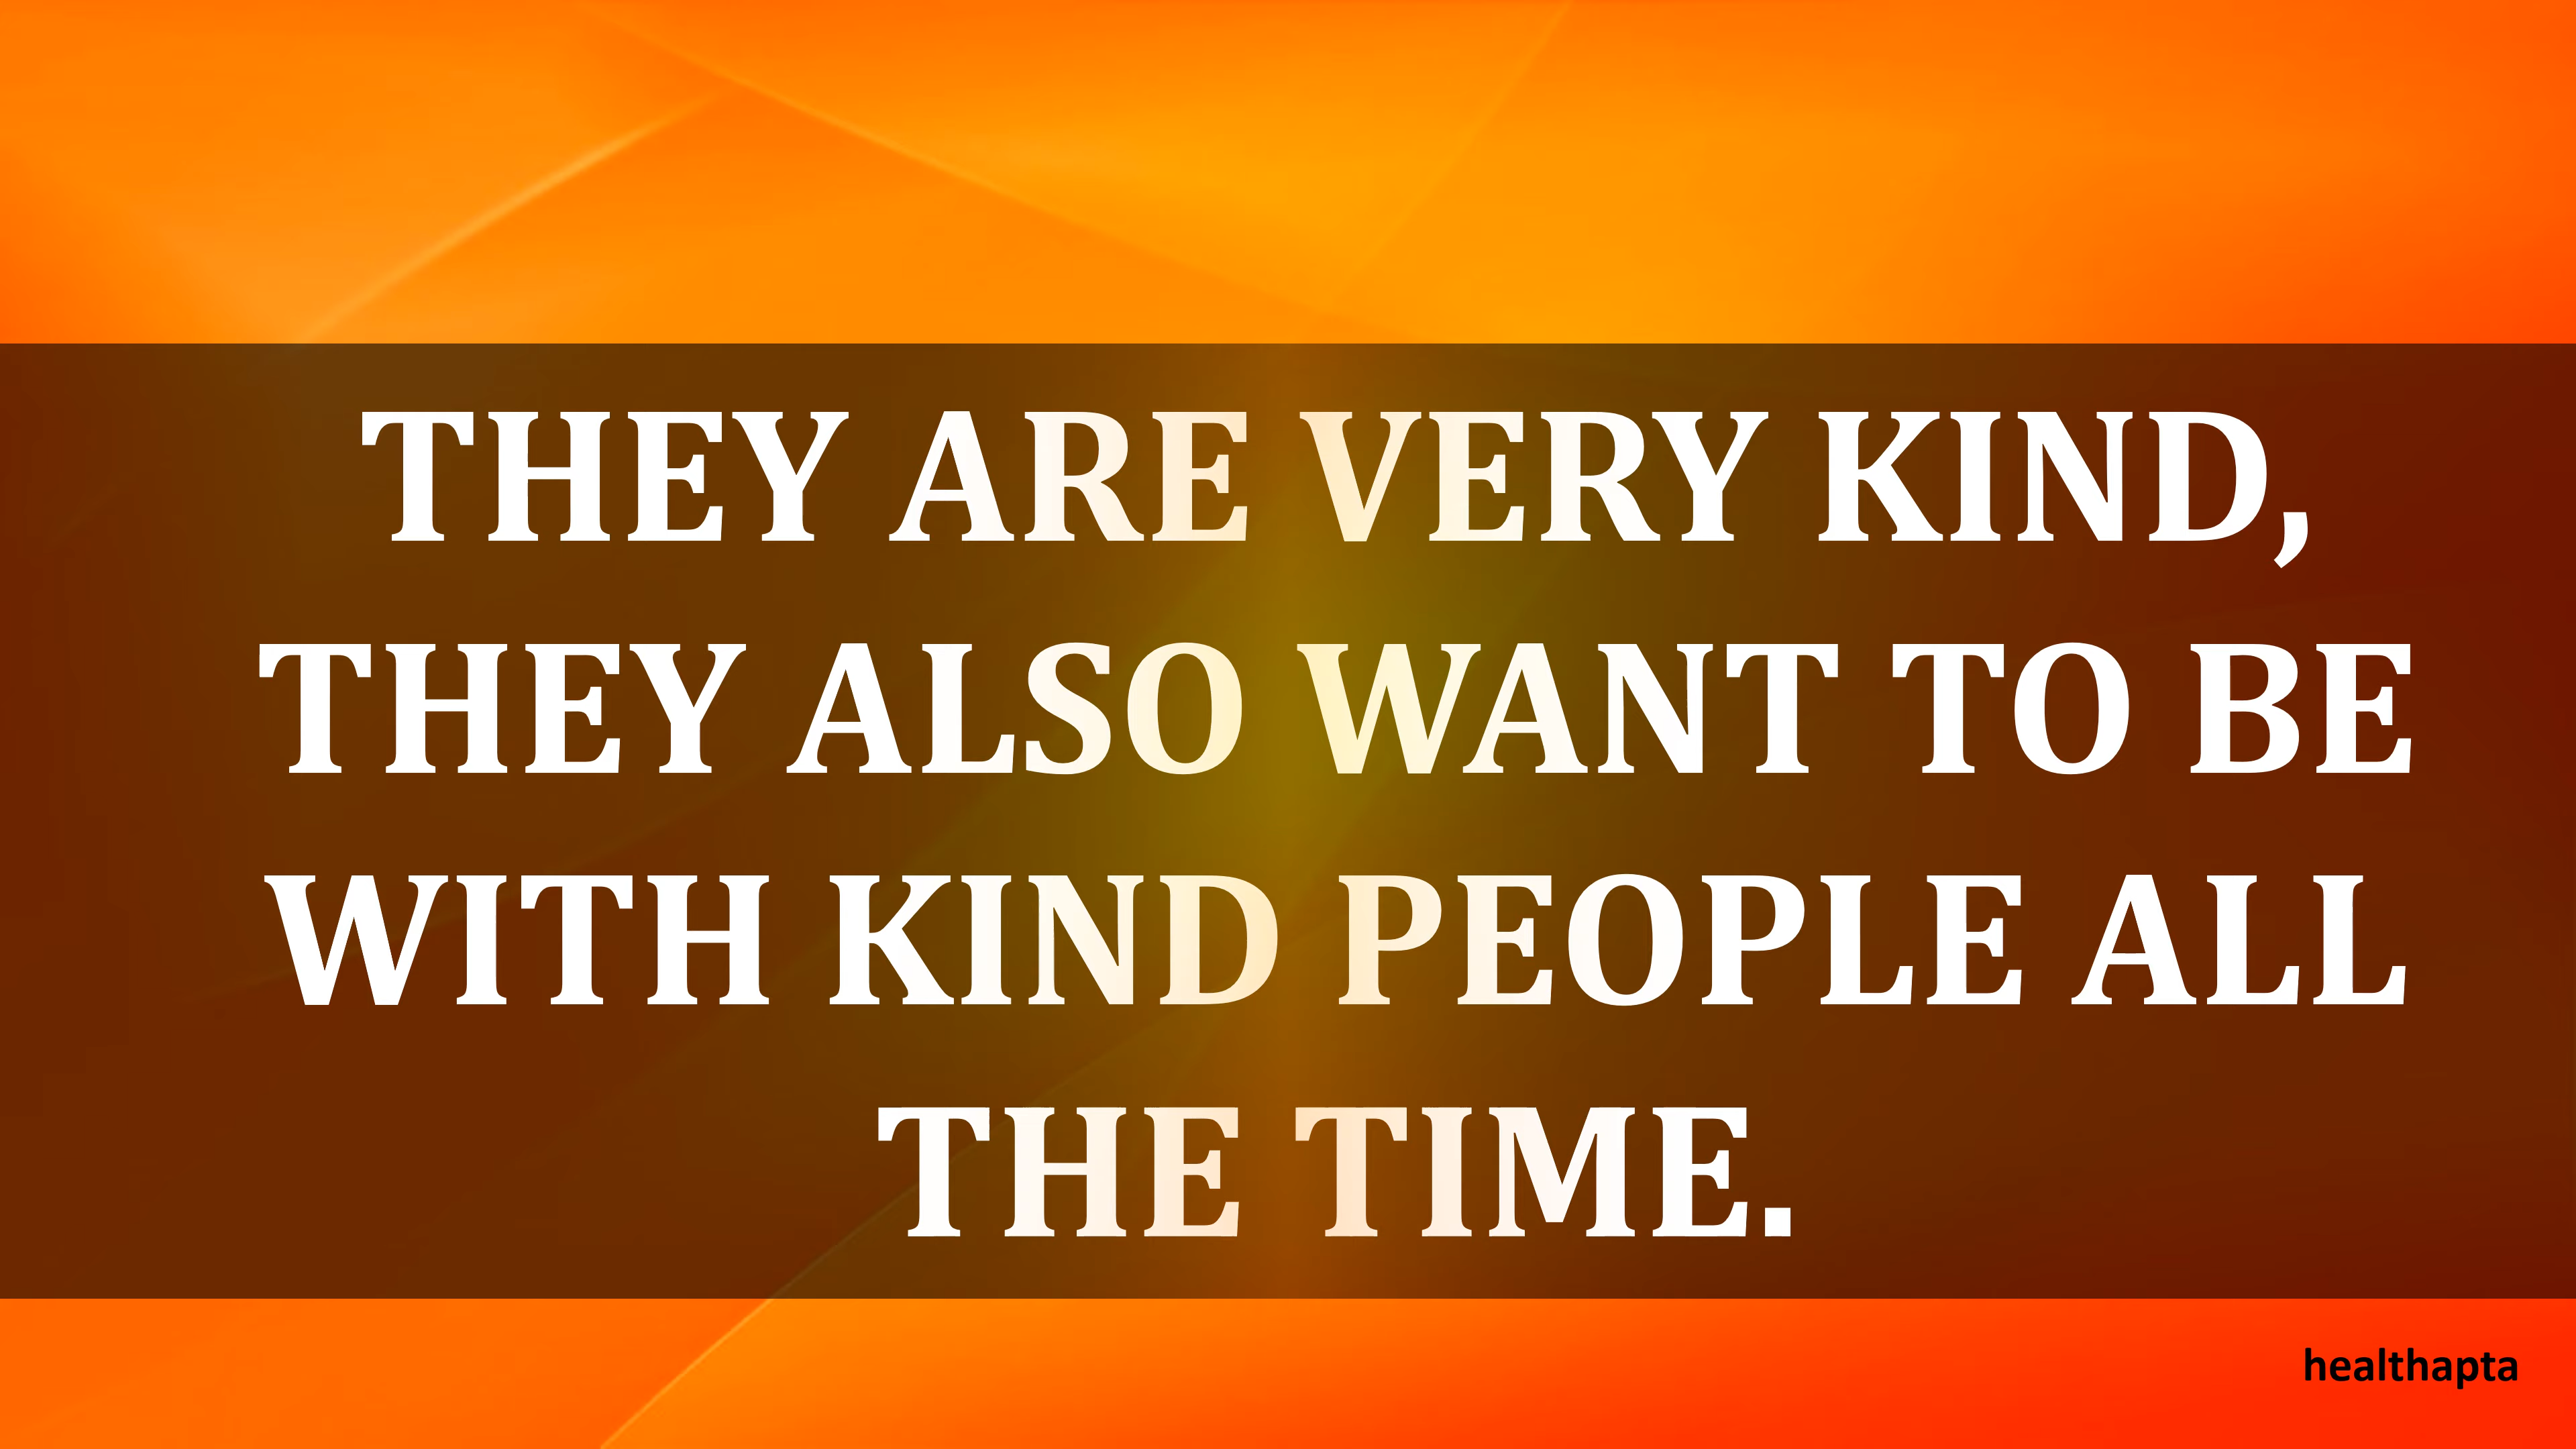 THEY ARE VERY KIND,
THEY ALSO WANT TO BE
WITH KIND PEOPLE ALL
THE TIME.
healthapta